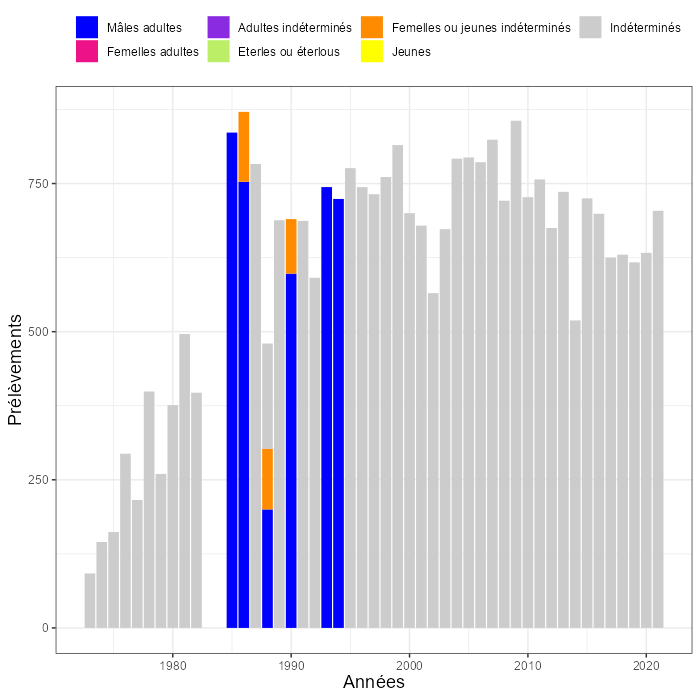 Mâles adultes Adultes indéterminés Femelles ou jeunes indéterminés Indéterminés
Femelles adultes Eterles ou éterlous Jeunes
750
500
250
0
Prélèvements
1980 1990 2000 2010 2020
Années